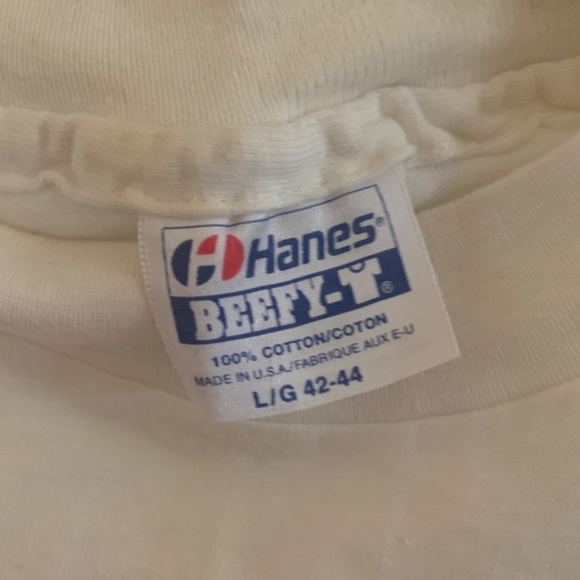 Hanes®
BEEFY-T®
100% COTTON/COTON
MADE IN U.S.A./FABRIQUE AUX E-U
L/G 42-44